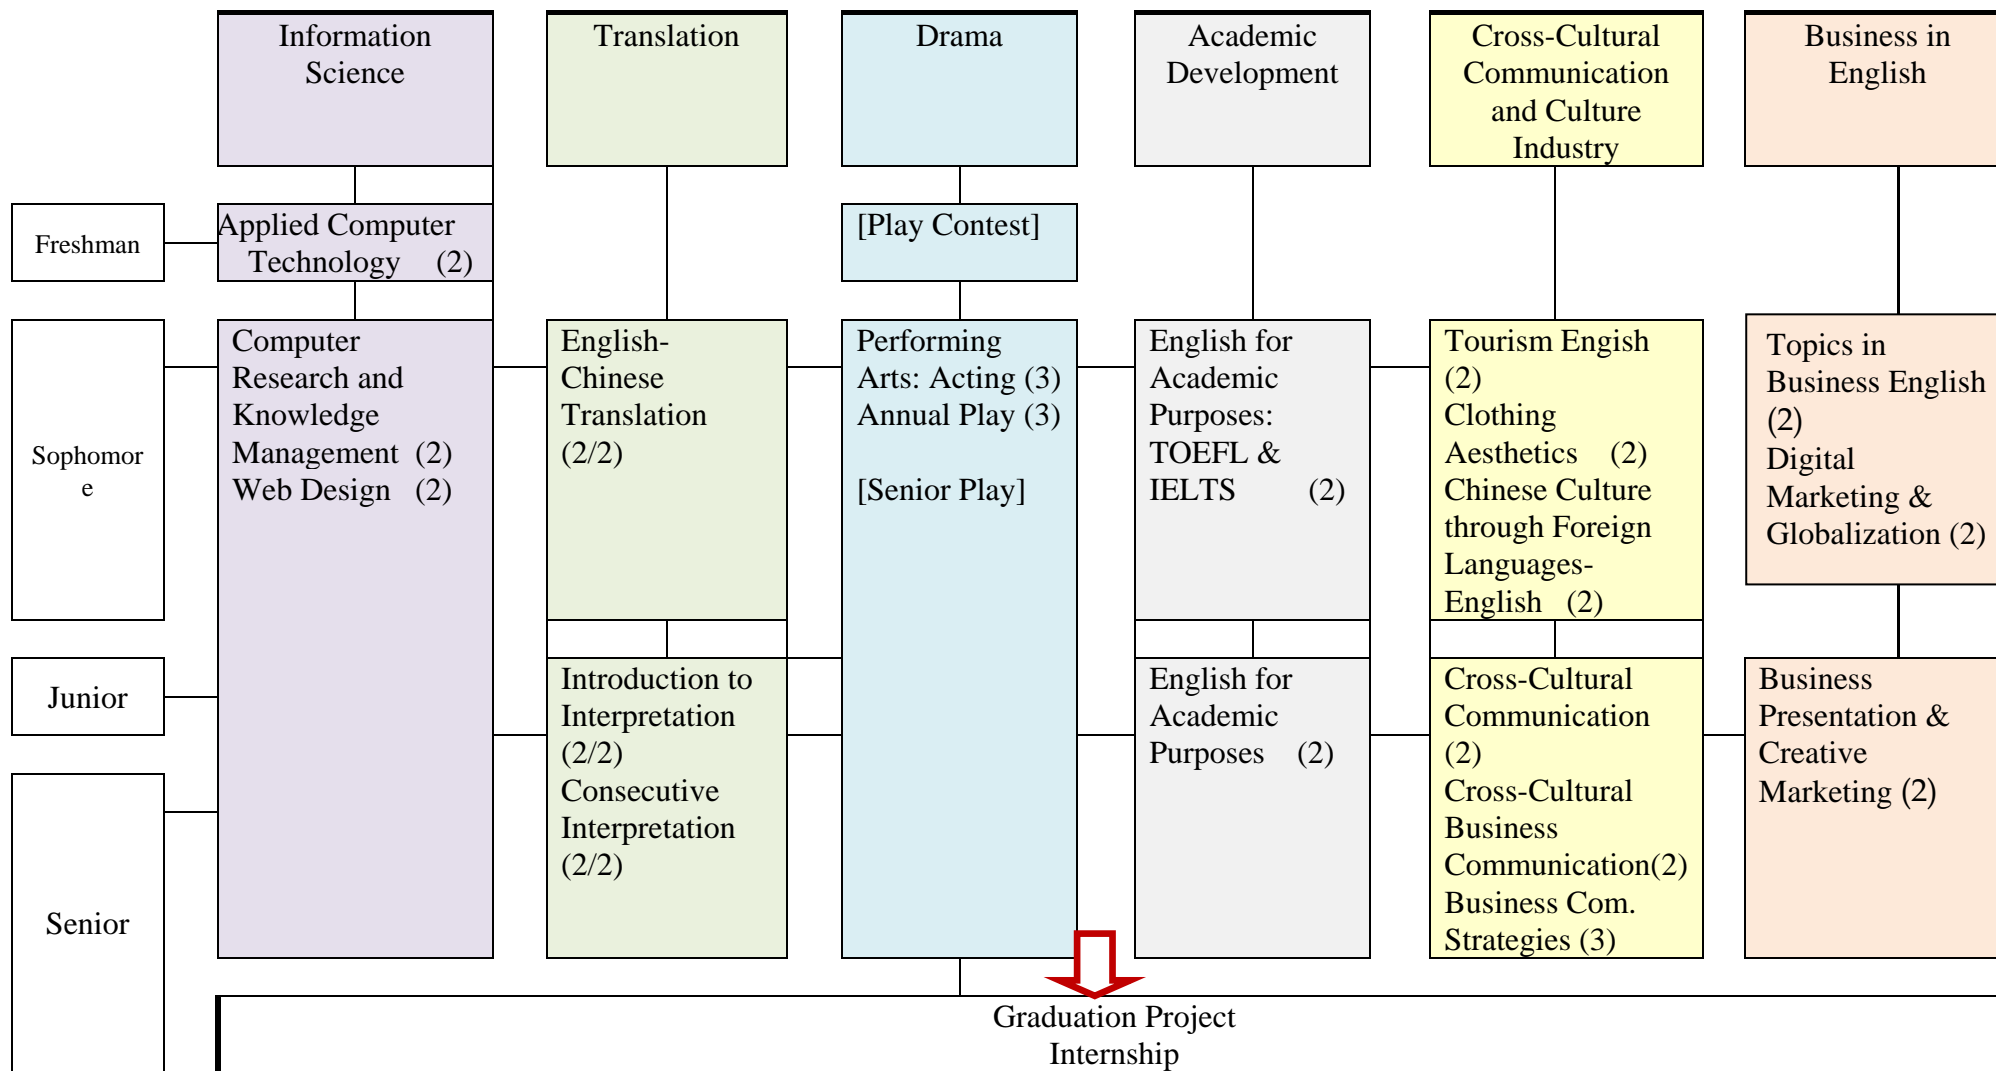 Information
Science
Translation
Drama
Academic
Development
Cross-Cultural
Communication
and Culture
Industry
Business in
English
Freshman
Applied Computer
Technology (2)
[Play Contest]
Sophomor
e
Computer
Research and
Knowledge
Management (2)
Web Design (2)
English-
Chinese
Translation
(2/2)
Performing
Arts: Acting (3)
Annual Play (3)
[Senior Play]
English for
Academic
Purposes:
TOEFL &
IELTS (2)
Tourism Engish
(2)
Clothing
Aesthetics (2)
Chinese Culture
through Foreign
Languages-
English (2)
Topics in
Business English
(2)
Digital
Marketing &
Globalization (2)
Junior
Introduction to
Interpretation
(2/2)
Consecutive
Interpretation
(2/2)
English for
Academic
Purposes (2)
Cross-Cultural
Communication
(2)
Cross-Cultural
Business
Communication(2)
Business Com.
Strategies (3)
Business
Presentation &
Creative
Marketing (2)
Senior
Graduation Project
Internship